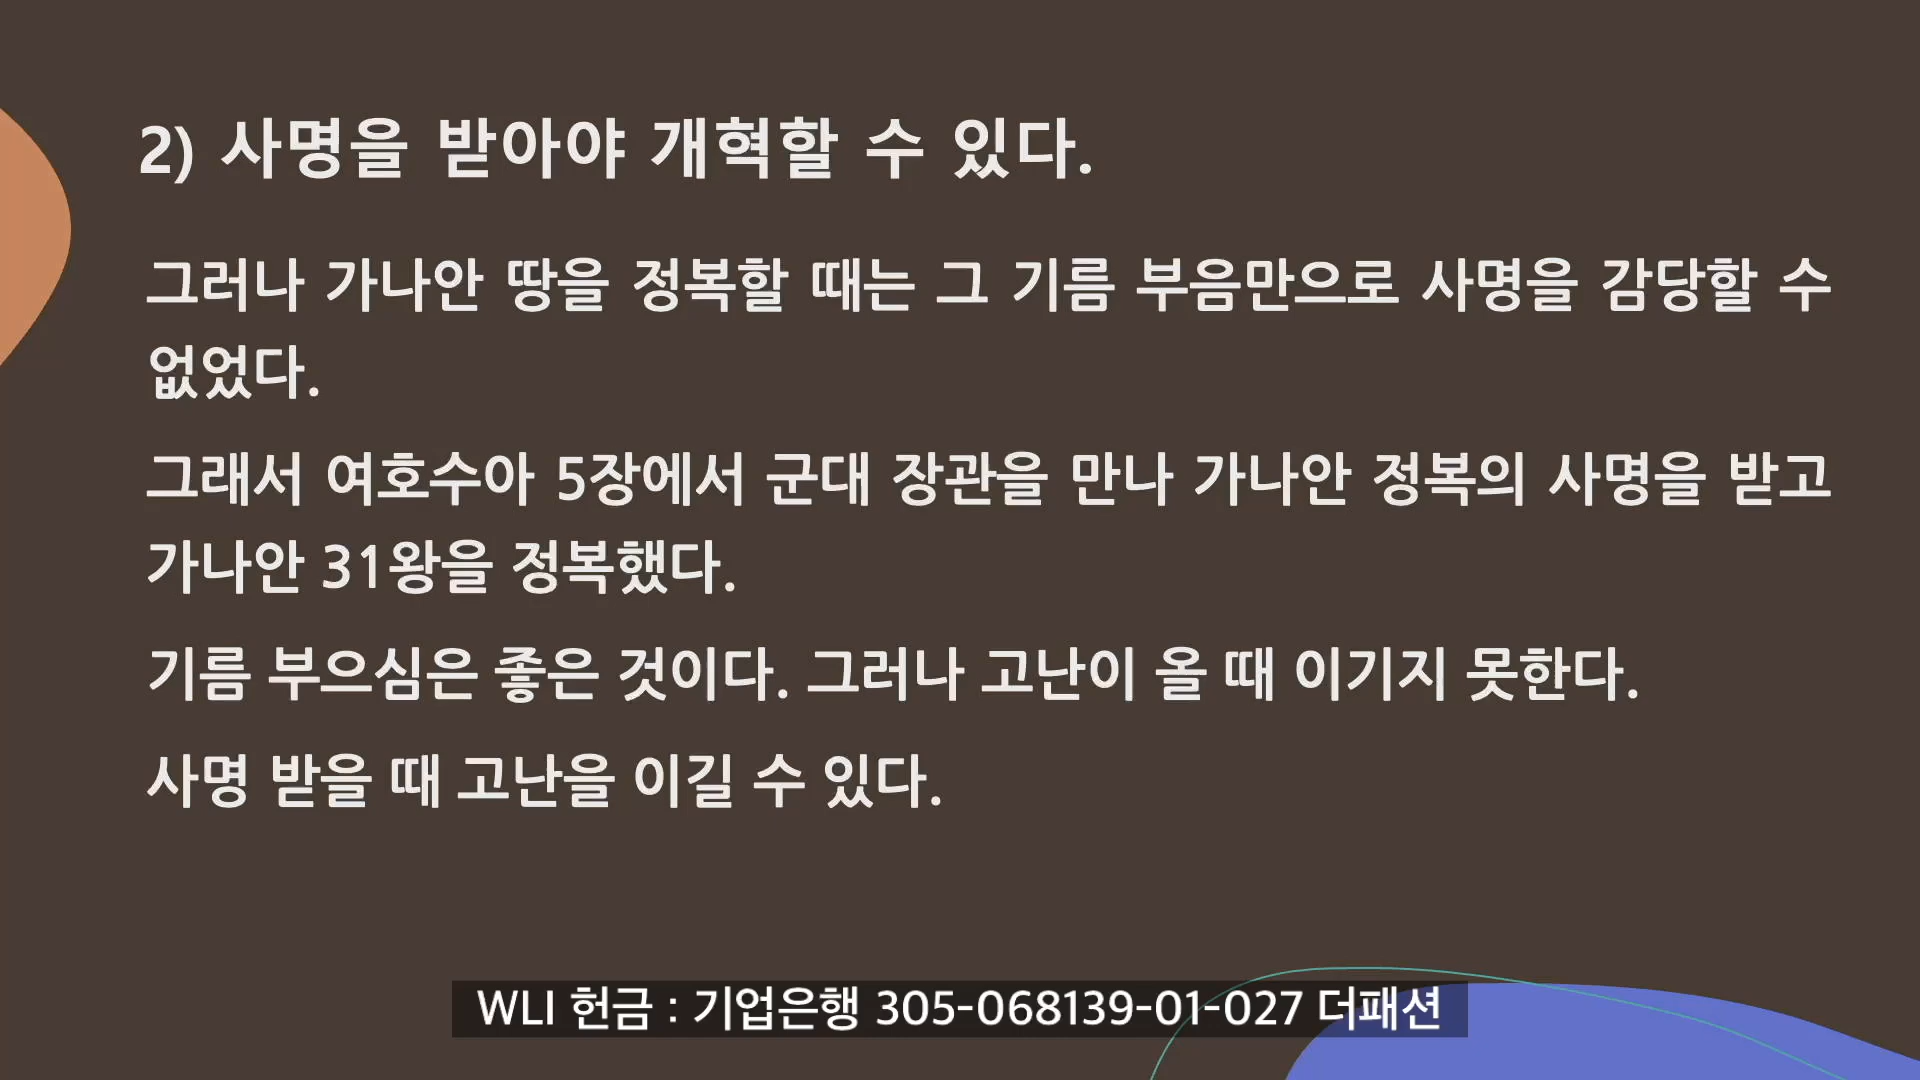 2) 사명을 받아야 개혁할 수 있다.
그러나 가나안 땅을 정복할 때는 그 기름 부음만으로 사명을 감당할 수
없었다.
그래서 여호수아 5장에서 군대 장관을 만나 가나안 정복의 사명을 받고
가나안 31왕을 정복했다.
기름 부으심은 좋은 것이다. 그러나 고난이 올 때 이기지 못한다.
사명 받을 때 고난을 이길 수 있다.
WLI 헌금 : 기업은행 305-068139-01-027 더패션